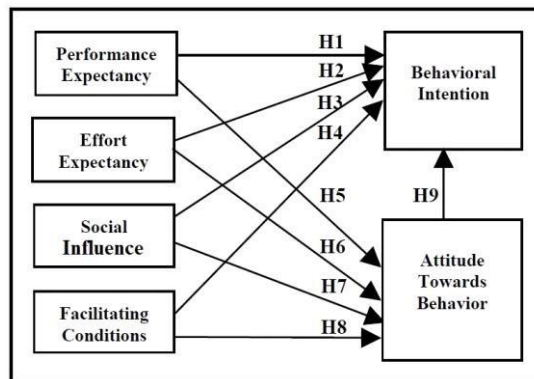 Performance
Expectancy
Effort
Expectancy
Social
Influence
Facilitating
Conditions
H1
H2
H3
H4
H5
H6
H7
H8
H9
Behavioral
Intention
Attitude
Towards
Behavior